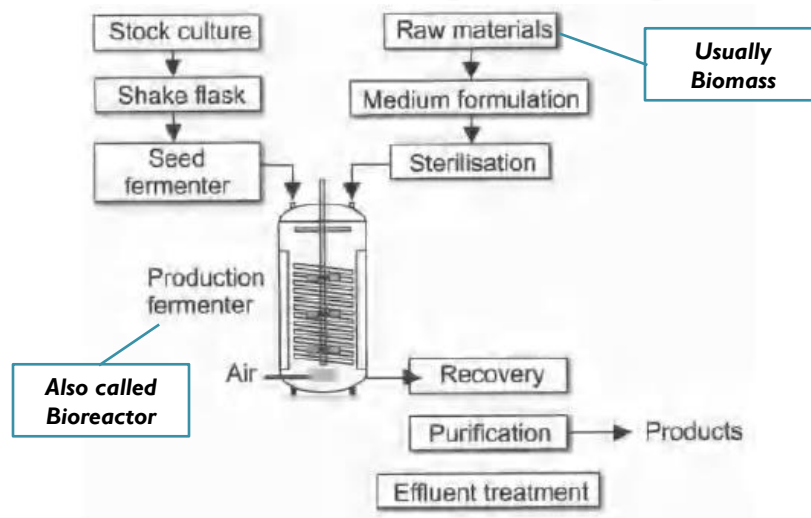 Stock culture
Shake flask
Seed
fermenter
Raw materials
Usually
Biomass
Medium formulation
Sterilisation
Production
fermenter
Also called
Bioreactor
Air
Recovery
Purification
Products
Effluent treatment